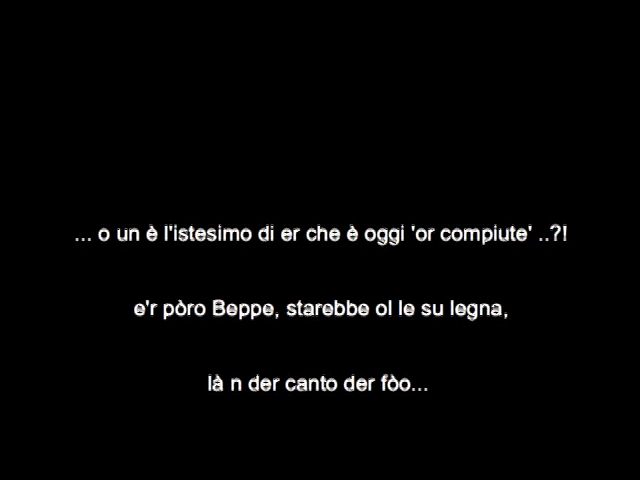 ... o un è l'istesimo di er che è oggi 'or compiute' ..?!
e'r pòro Beppe, starebbe ol le su legna,
là n der canto der fòo...